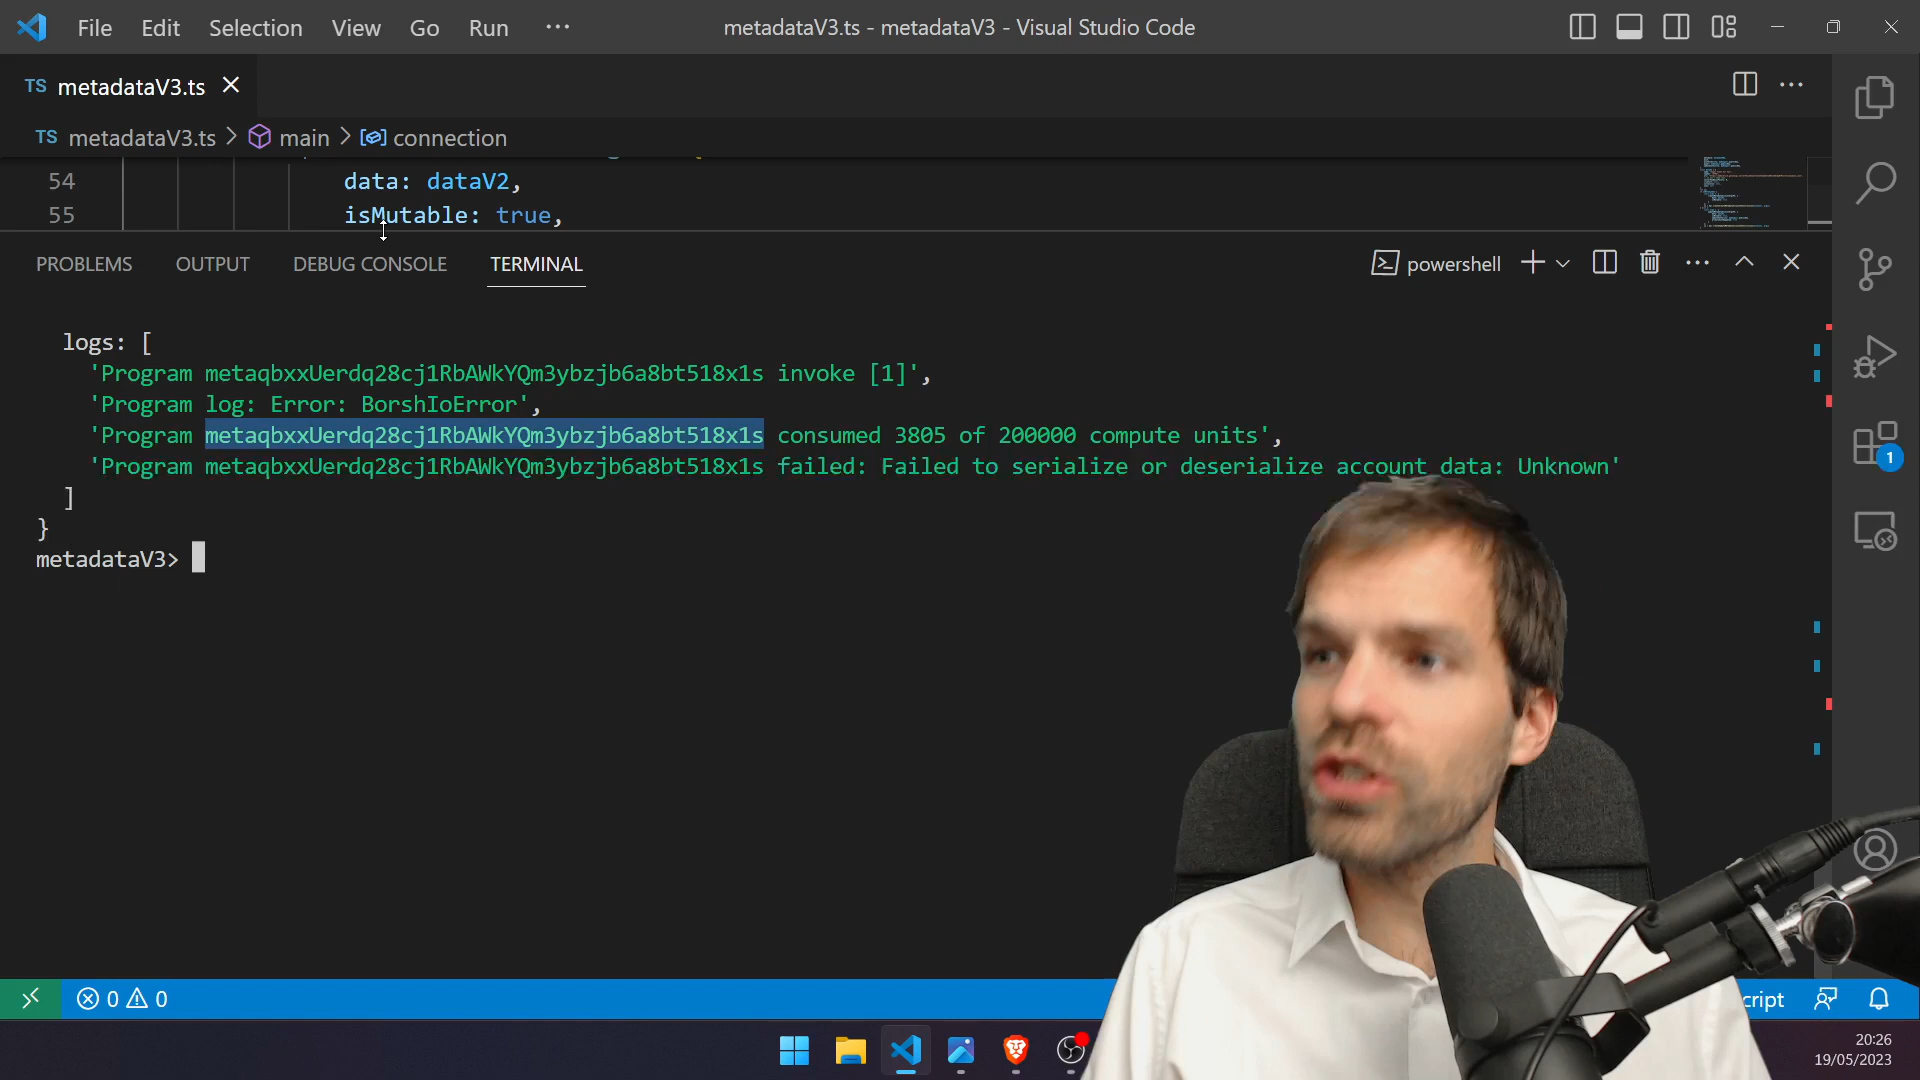 File Edit Selection View Go Run ···
metadataV3.ts - metadataV3 - Visual Studio Code
TS metadataV3.ts
TS metadataV3.ts > main > connection
54 data: dataV2,
55 isMutable: true,
PROBLEMS OUTPUT DEBUG CONSOLE TERMINAL
powershell
logs: [
'Program metaqbxxUerdq28cj1RbAWkYQm3ybzjb6a8bt518x1s invoke [1]',
'Program log: Error: BorshIoError',
'Program metaqbxxUerdq28cj1RbAWkYQm3ybzjb6a8bt518x1s consumed 3805 of 200000 compute units',
'Program metaqbxxUerdq28cj1RbAWkYQm3ybzjb6a8bt518x1s failed: Failed to serialize or deserialize account data: Unknown'
]
}
metadataV3>
1
0 0
cript
20:26
19/05/2023